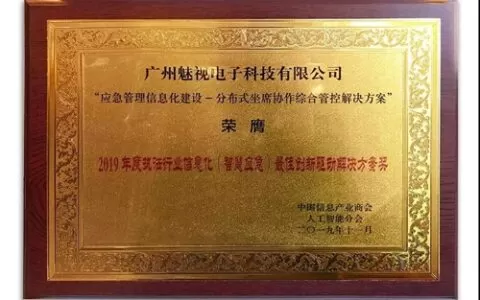 广州魅视电子科技有限公司
“应急管理信息化建设-分布式坐席协作综合管控解决方案”
荣膺
2019年度政法行业信息化（智慧应急）最佳创新驱动解决方案奖
中国信息产业商会
人工智能分会
二〇一九年十一月